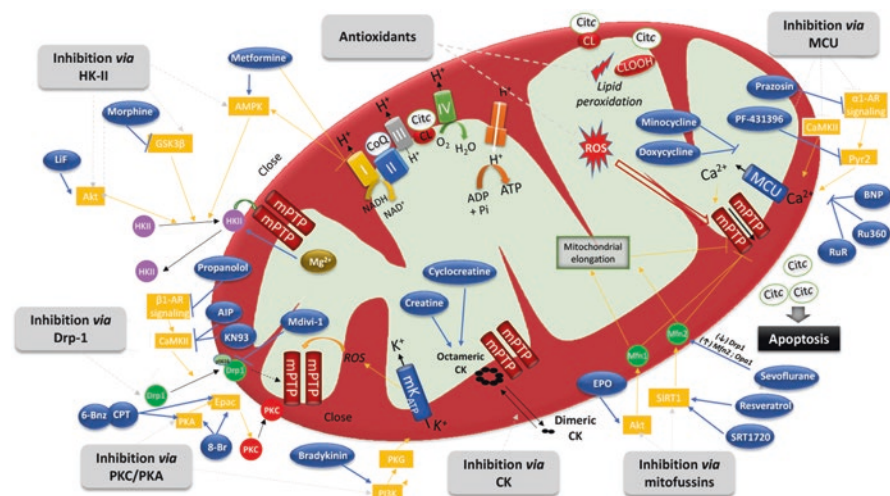 Inhibition via
HK-II
Metformine
AMPK
Morphine
GSK3β
LiF
Akt
HKII
HKII
HKII
Close
mPTP
mPTP
Mg²⁺
Antioxidants
H⁺
H⁺
H⁺
H⁺
H⁺
H⁺
I
II
III
IV
CoQ
Citc
CL
NADH
NAD⁺
O₂
H₂O
ADP
+ Pi
ATP
Citc
CL
Citc
CLOOH
Lipid
peroxidation
ROS
Inhibition via
MCU
Prazosin
α1-AR
signaling
PF-431396
CaMKII
Pyr2
Minocycline
Doxycycline
Ca²⁺
MCU
Ca²⁺
mPTP
mPTP
BNP
Ru360
RuR
Citc
Citc
Citc
Apoptosis
Mitochondrial
elongation
Propanolol
β1-AR
signaling
AIP
CaMKII
KN93
Mdivi-1
Inhibition via
Drp-1
Drp1
Drp1
mPTP
mPTP
ROS
Close
K⁺
mK
ATP
K⁺
Creatine
Cyclocreatine
Octameric
CK
mPTP
mPTP
Dimeric
CK
Mfn1
Mfn2
(↓) Drp1
(↑) Mfn2 ; Opa1
Sevoflurane
Resveratrol
SRT1720
SIRT1
EPO
Akt
6-Bnz
CPT
Epac
PKA
8-Br
PKC
PKC
Inhibition via
PKC/PKA
Bradykinin
PKG
PI3K
Inhibition via
CK
Inhibition via
mitofussins